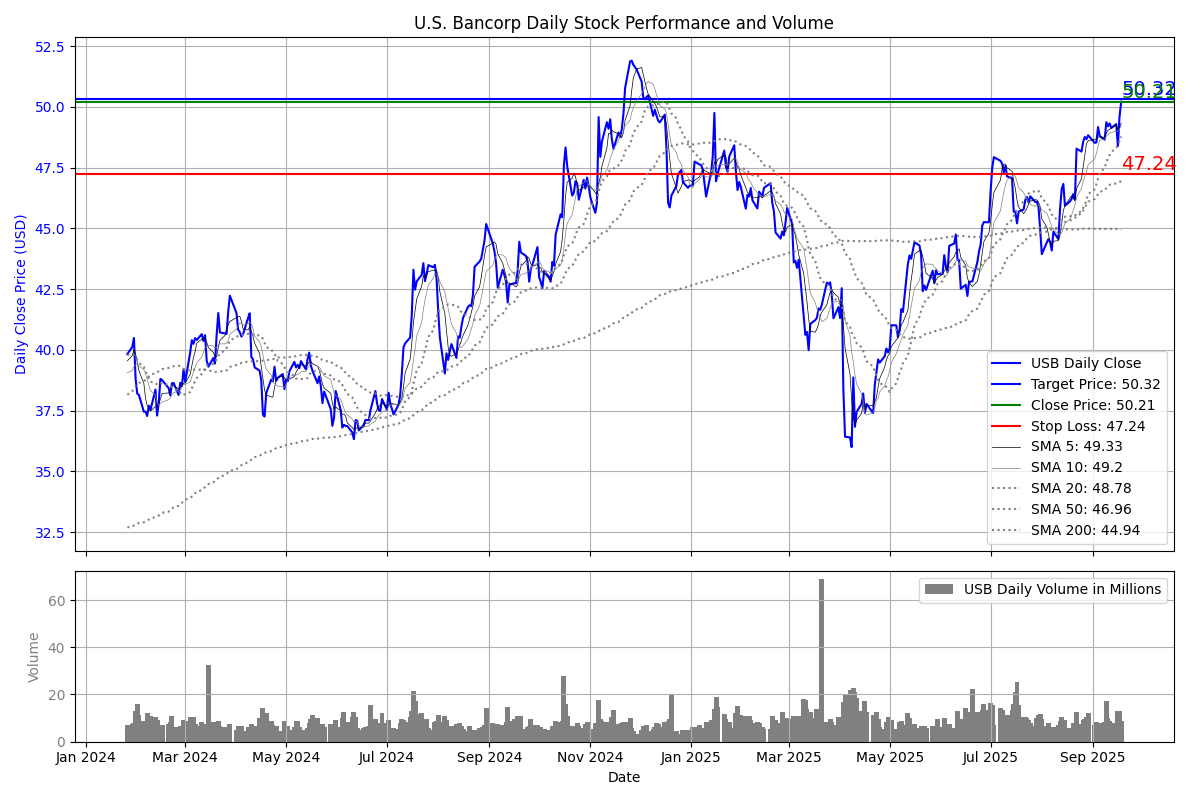 U.S. Bancorp Daily Stock Performance and Volume
52.5
50.0
47.5
45.0
42.5
40.0
37.5
35.0
32.5
Daily Close Price (USD)
50.32
50.21
47.24
USB Daily Close
Target Price: 50.32
Close Price: 50.21
Stop Loss: 47.24
SMA 5: 49.33
SMA 10: 49.2
SMA 20: 48.78
SMA 50: 46.96
SMA 200: 44.94
60
40
20
0
Volume
USB Daily Volume in Millions
Jan 2024 Mar 2024 May 2024 Jul 2024 Sep 2024 Nov 2024 Jan 2025 Mar 2025 May 2025 Jul 2025 Sep 2025
Date